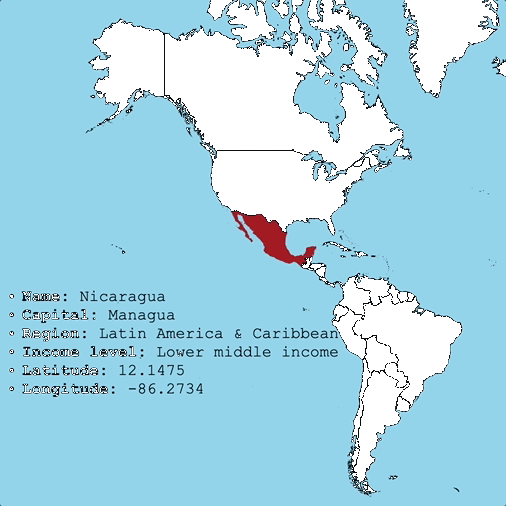 • Name: Nicaragua
• Capital: Managua
• Region: Latin America & Caribbean
• Income level: Lower middle income
• Latitude: 12.1475
• Longitude: -86.2734